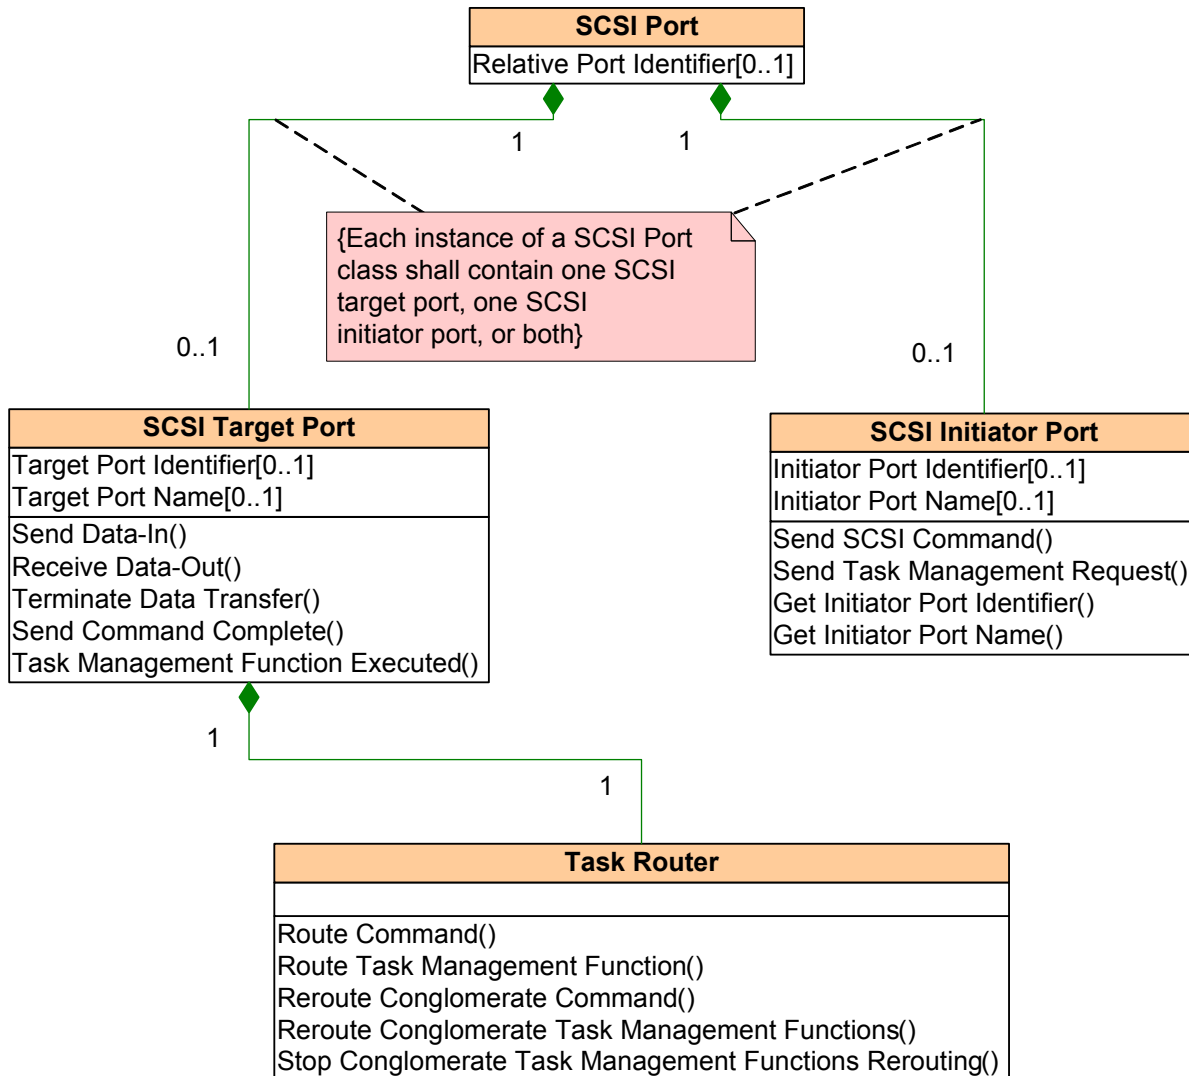 SCSI Port
Relative Port Identifier[0..1]
1
1
{Each instance of a SCSI Port
class shall contain one SCSI
target port, one SCSI
initiator port, or both}
0..1
0..1
SCSI Target Port
Target Port Identifier[0..1]
Target Port Name[0..1]
Send Data-In()
Receive Data-Out()
Terminate Data Transfer()
Send Command Complete()
Task Management Function Executed()
SCSI Initiator Port
Initiator Port Identifier[0..1]
Initiator Port Name[0..1]
Send SCSI Command()
Send Task Management Request()
Get Initiator Port Identifier()
Get Initiator Port Name()
1
1
Task Router
Route Command()
Route Task Management Function()
Reroute Conglomerate Command()
Reroute Conglomerate Task Management Functions()
Stop Conglomerate Task Management Functions Rerouting()